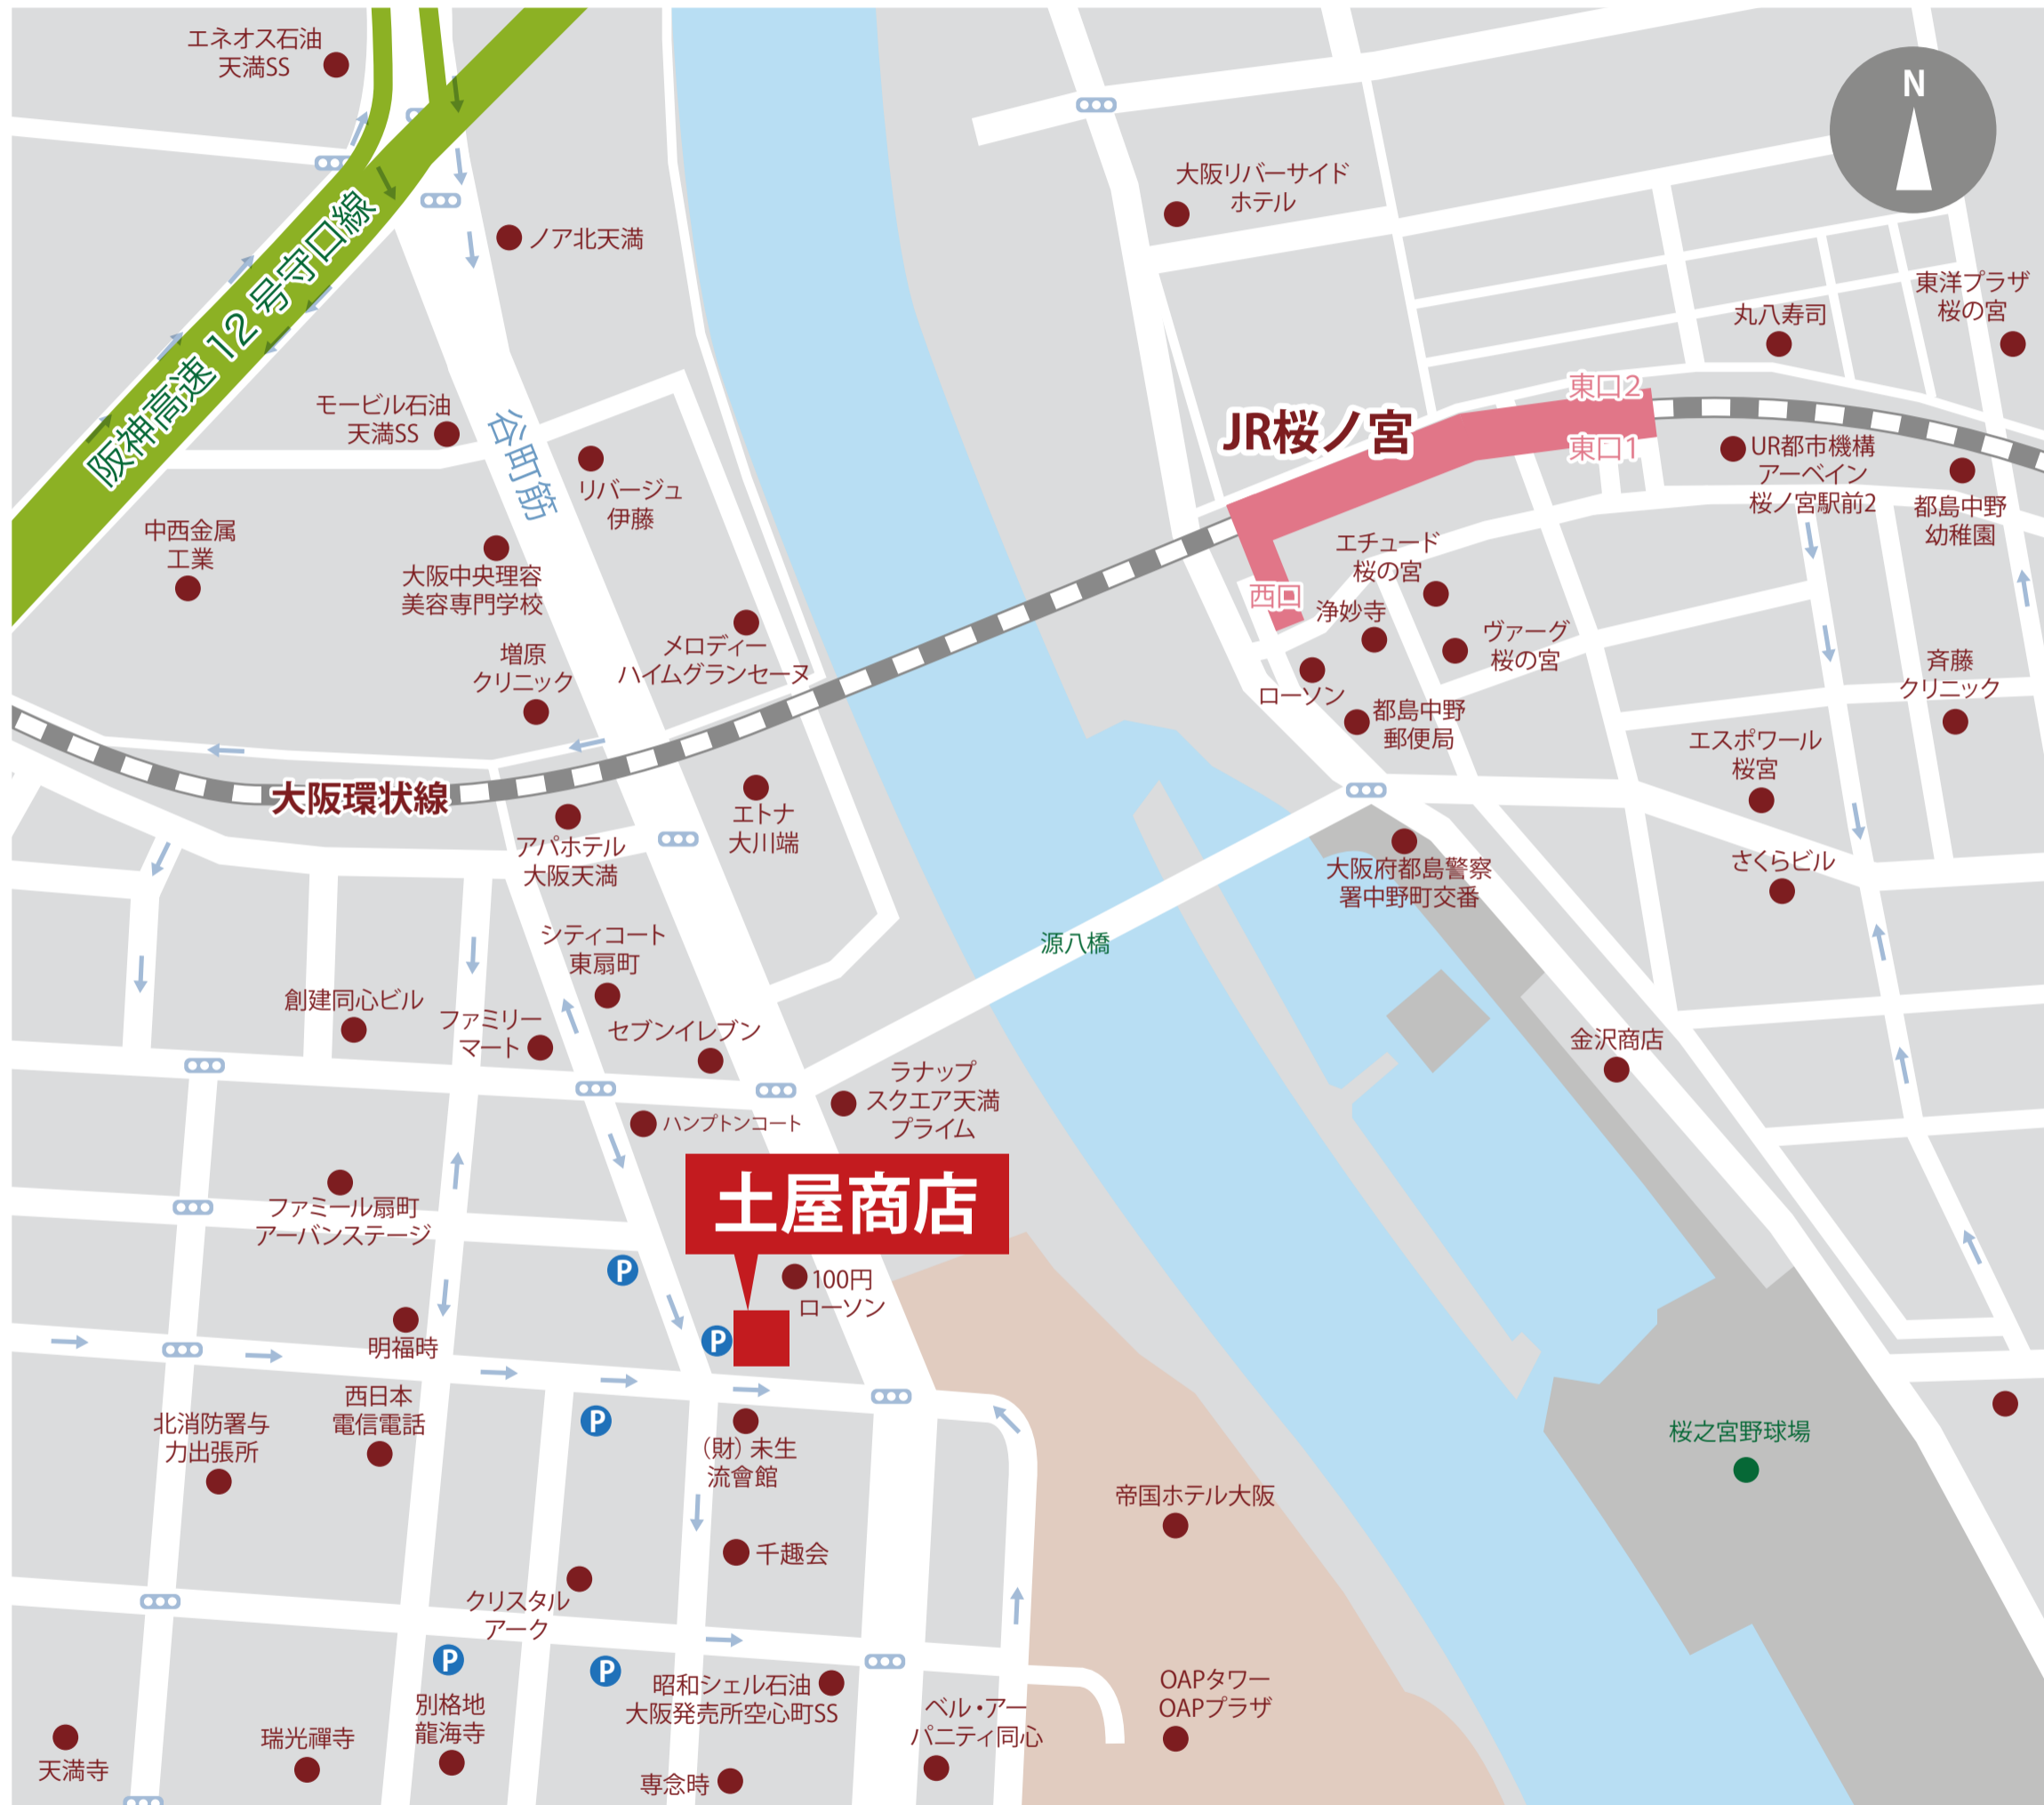 エネオス石油
天満SS
N
大阪リバーサイド
ホテル
ノア北天満
阪神高速12号守口線
東洋プラザ
桜の宮
丸八寿司
モービル石油
天満SS
谷町筋
リバージュ
伊藤
JR桜ノ宮
東口2
東口1
UR都市機構
アーベイン
桜ノ宮駅前2
都島中野
幼稚園
中西金属
工業
大阪中央理容
美容専門学校
エチュード
桜の宮
西口
浄妙寺
ヴァーグ
桜の宮
増原
クリニック
メロディー
ハイムグランセーヌ
ローソン
都島中野
郵便局
斉藤
クリニック
エスポワール
桜宮
大阪環状線
エトナ
大川端
アパホテル
大阪天満
大阪府都島警察
署中野町交番
さくらビル
シティコート
東扇町
源八橋
創建同心ビル
ファミリー
マート
セブンイレブン
金沢商店
ラナップ
スクエア天満
プライム
ハンプトンコート
土屋商店
ファミール扇町
アーバンステージ
P
100円
ローソン
P
明福時
西日本
電信電話
P
北消防署与
力出張所
(財)未生
流會館
桜之宮野球場
帝国ホテル大阪
千趣会
クリスタル
アーク
P
P
昭和シェル石油
大阪発売所空心町SS
OAPタワー
OAPプラザ
別格地
龍海寺
ベル・アー
パニティ同心
瑞光禪寺
天満寺
専念時